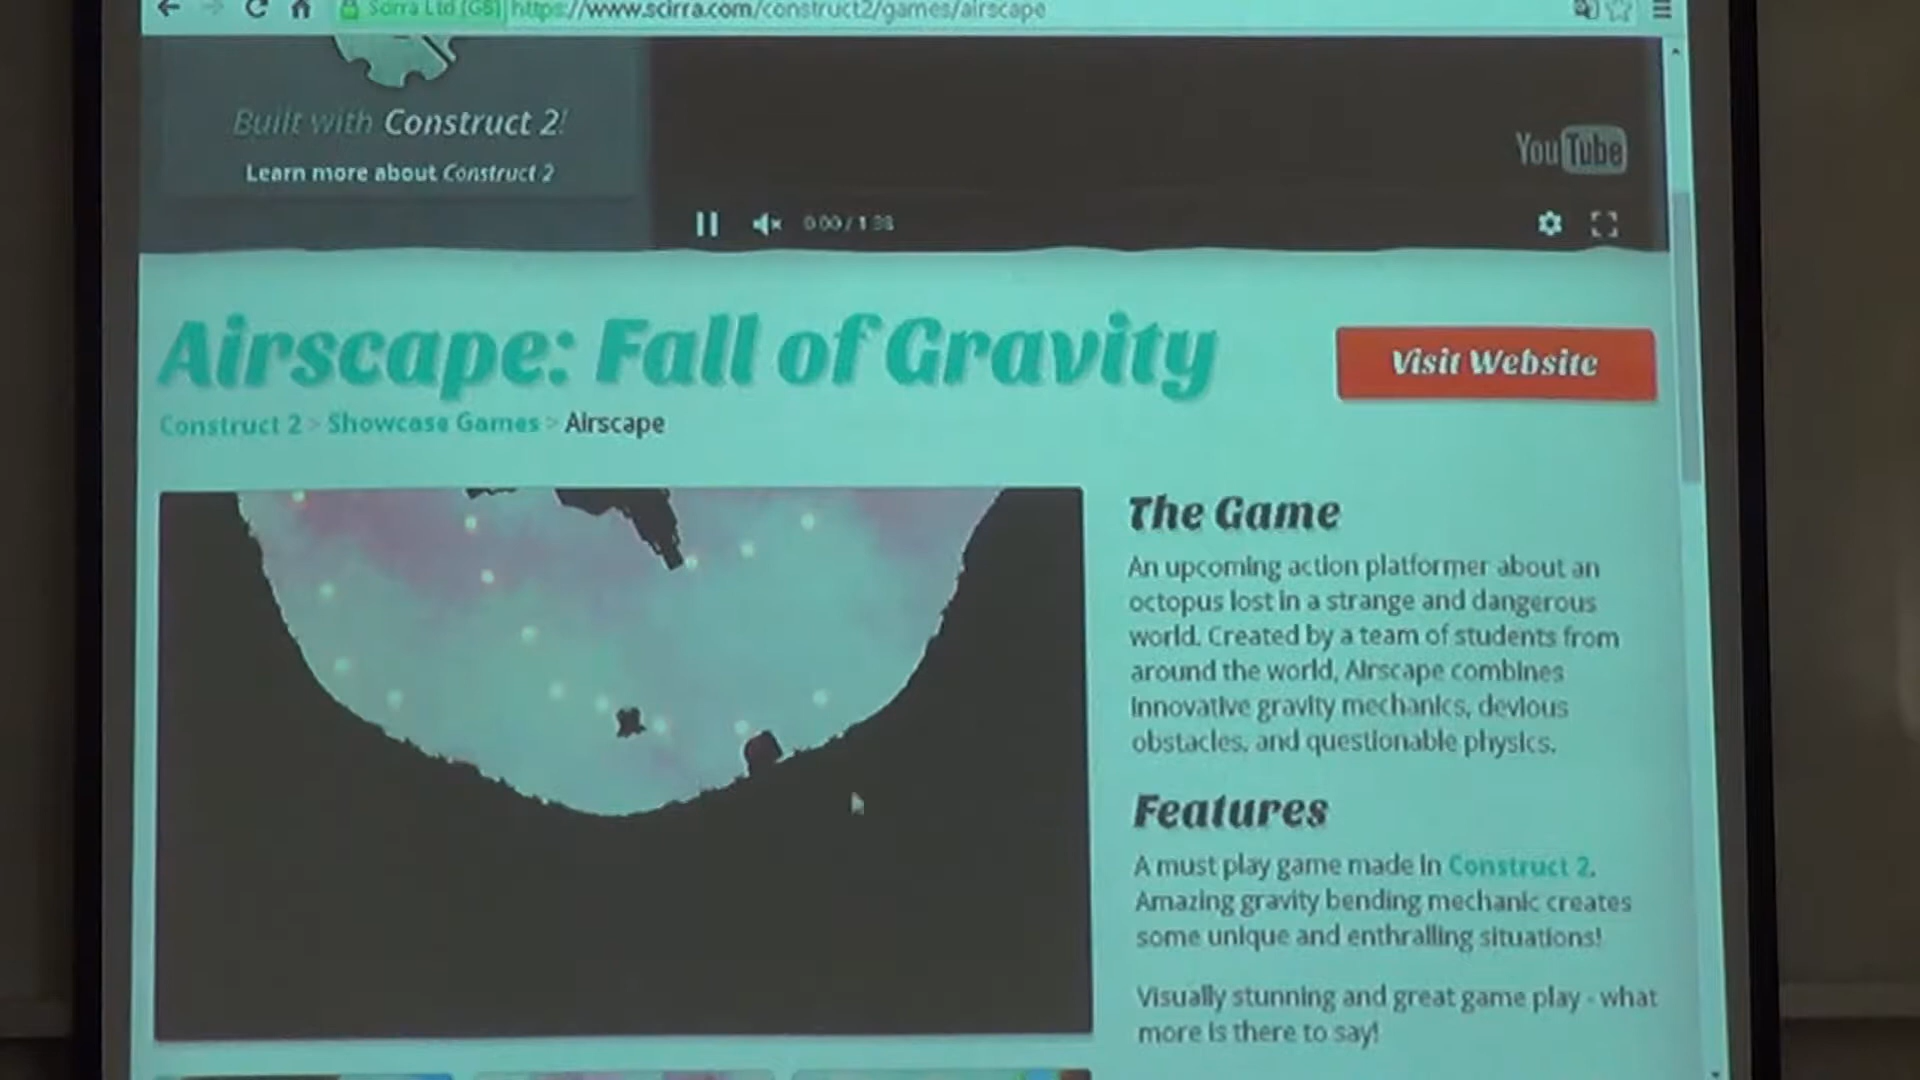 Scirra Ltd [GB] https://www.scirra.com/construct2/games/airscape
Built with Construct 2!
Learn more about Construct 2
YouTube
0:00 / 1:38
Airscape: Fall of Gravity
Visit Website
Construct 2 > Showcase Games > Airscape
The Game
An upcoming action platformer about an
octopus lost in a strange and dangerous
world. Created by a team of students from
around the world, Airscape combines
innovative gravity mechanics, devious
obstacles, and questionable physics.
Features
A must play game made in Construct 2.
Amazing gravity bending mechanic creates
some unique and enthralling situations!
Visually stunning and great game play - what
more is there to say!